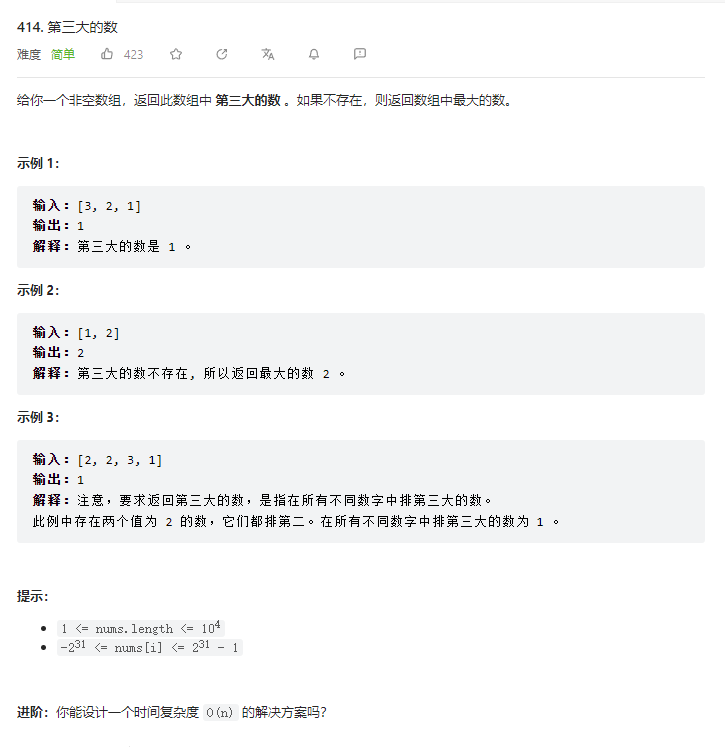 414. 第三大的数
难度 简单 423
给你一个非空数组，返回此数组中 第三大的数 。如果不存在，则返回数组中最大的数。
示例 1：
输入：[3, 2, 1]
输出：1
解释：第三大的数是 1 。
示例 2：
输入：[1, 2]
输出：2
解释：第三大的数不存在, 所以返回最大的数 2 。
示例 3：
输入：[2, 2, 3, 1]
输出：1
解释：注意，要求返回第三大的数，是指在所有不同数字中排第三大的数。
此例中存在两个值为 2 的数，它们都排第二。在所有不同数字中排第三大的数为 1 。
提示：
1 <= nums.length <= 10⁴
-2³¹ <= nums[i] <= 2³¹ - 1
进阶：你能设计一个时间复杂度 O(n) 的解决方案吗？